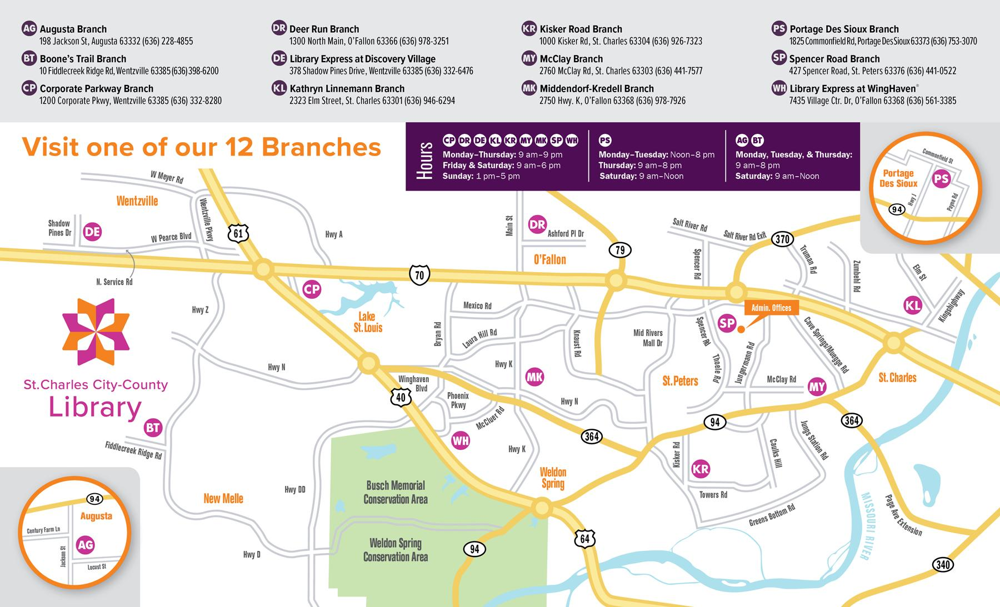 AG Augusta Branch
198 Jackson St, Augusta 63332 (636) 228-4855
BT Boone's Trail Branch
10 Fiddlecreek Ridge Rd, Wentzville 63385 (636) 398-6200
CP Corporate Parkway Branch
1200 Corporate Pkwy, Wentzville 63385 (636) 332-8280
DR Deer Run Branch
1300 North Main, O'Fallon 63366 (636) 978-3251
DE Library Express at Discovery Village
378 Shadow Pines Drive, Wentzville 63385 (636) 332-6476
KL Kathryn Linnemann Branch
2323 Elm Street, St. Charles 63301 (636) 946-6294
KR Kisker Road Branch
1000 Kisker Rd, St. Charles 63304 (636) 926-7323
MY McClay Branch
2760 McClay Rd, St. Charles 63303 (636) 441-7577
MK Middendorf-Kredell Branch
2750 Hwy. K, O'Fallon 63368 (636) 978-7926
PS Portage Des Sioux Branch
1825 Commonfield Rd, Portage Des Sioux 63373 (636) 753-3070
SP Spencer Road Branch
427 Spencer Road, St. Peters 63376 (636) 441-0522
WH Library Express at WingHaven®
7435 Village Ctr. Dr, O'Fallon 63368 (636) 561-3385
Visit one of our 12 Branches
Hours
CP DR DE KL KR MY MK SP WH
Monday–Thursday: 9 am–9 pm
Friday & Saturday: 9 am–6 pm
Sunday: 1 pm–5 pm
PS
Monday–Tuesday: Noon–8 pm
Thursday: 9 am–8 pm
Saturday: 9 am–Noon
AG BT
Monday, Tuesday, & Thursday:
9 am–8 pm
Saturday: 9 am–Noon
Commonfield St
Portage
Des Sioux
PS
Hwy J
Payne Rd
94
W Meyer Rd
Wentzville
Wentzville Pkwy
Shadow
Pines Dr
DE
W Pearce Blvd
61
Hwy A
N. Service Rd
Main St
DR
Ashford Pl Dr
O'Fallon
79
70
Salt River Rd
Salt River Rd Exit
370
Spencer Rd
Truman Rd
Zumbehl Rd
Elm St
KL
Kingshighway
CP
Lake
St. Louis
Hwy Z
Mexico Rd
Bryan Rd
Laura Hill Rd
Knaust Rd
Mid Rivers
Mall Dr
Spencer Rd
SP
Admin. Offices
Cave Springs/Muegge Rd
Thoele Rd
Jungermann Rd
St. Charles City-County
Library
Hwy N
Hwy K
MK
Winghaven
Blvd
40
Phoenix
Pkwy
McCluer Rd
Hwy N
St. Peters
McClay Rd
MY
St. Charles
BT
Fiddlecreek Ridge Rd
WH
Hwy K
364
94
364
Kisker Rd
KR
Caulks Hill
Jungs Station Rd
Towers Rd
Greens Bottom Rd
Weldon
Spring
Busch Memorial
Conservation Area
Hwy DD
New Melle
Weldon Spring
Conservation Area
Hwy D
94
64
MISSOURI RIVER
Page Ave Extension
340
94
Augusta
Century Farm Ln
AG
Jackson St
Locust St